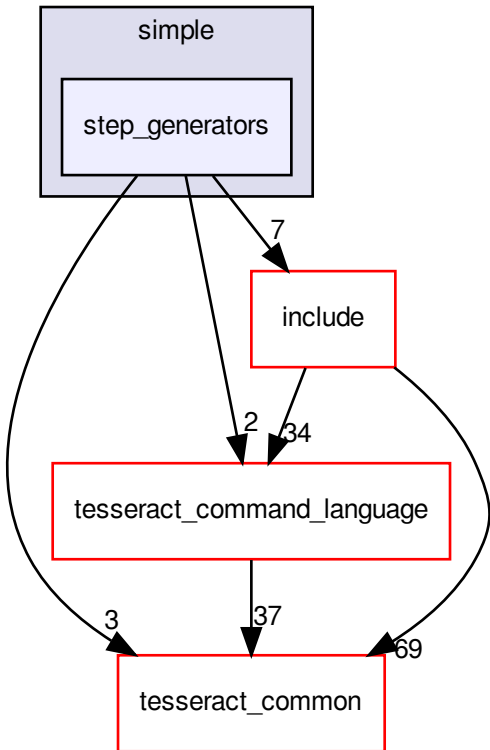 simple
step_generators
7
include
2
34
tesseract_command_language
3
37
69
tesseract_common